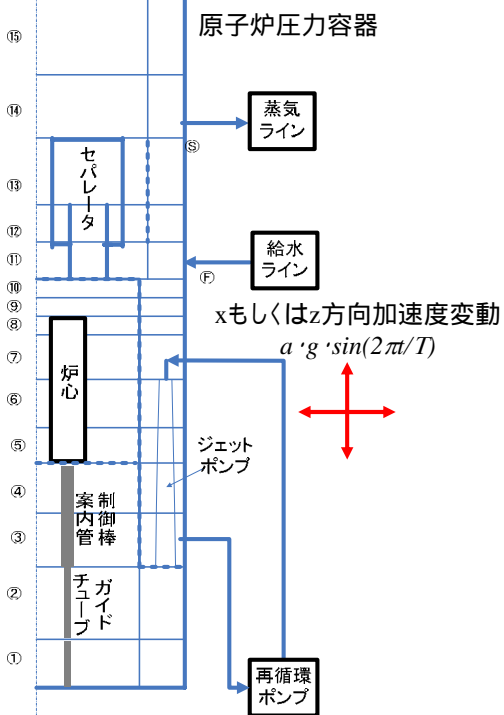 原子炉圧力容器
⑮
⑭
蒸気
ライン
Ⓢ
⑬
セパレータ
⑫
⑪
給水
ライン
Ⓕ
⑩
⑨
⑧
xもしくはz方向加速度変動
a・g・sin(2πt/T)
⑦
炉心
⑥
⑤
ジェット
ポンプ
④
制御棒
案内管
③
②
ガイド
チューブ
①
再循環
ポンプ